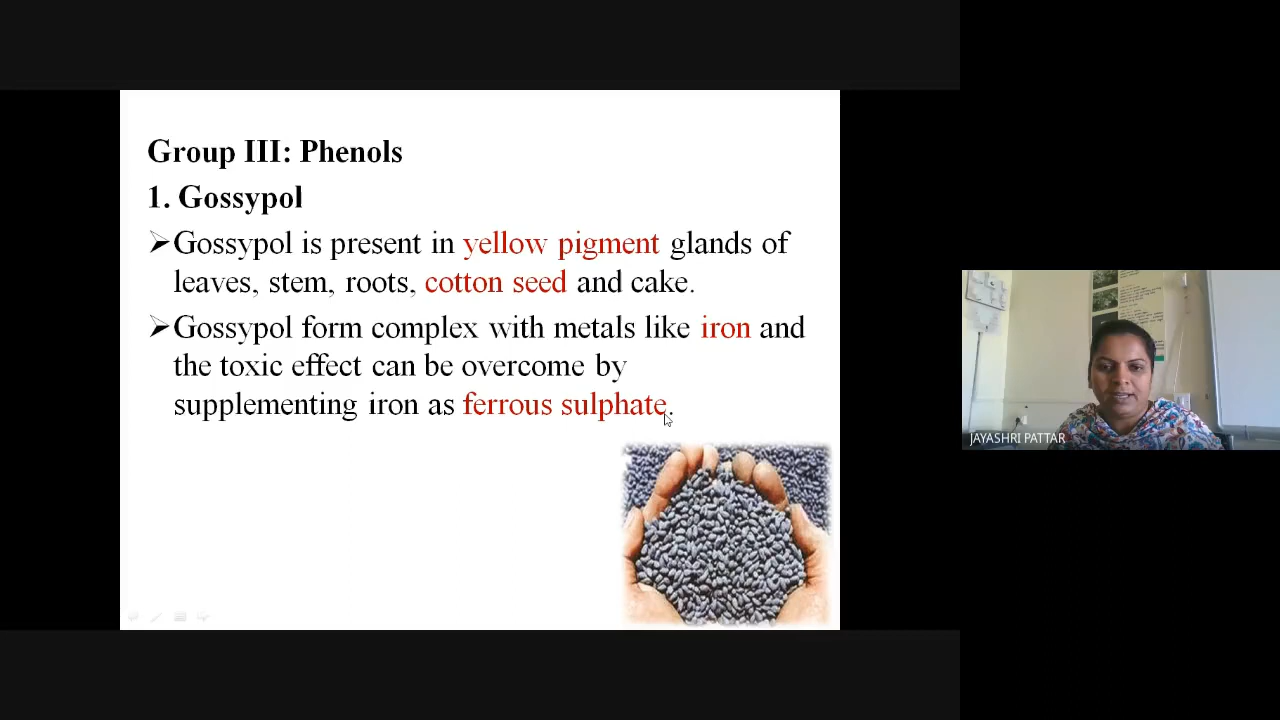 Group III: Phenols
1. Gossypol
➢Gossypol is present in yellow pigment glands of
leaves, stem, roots, cotton seed and cake.
➢Gossypol form complex with metals like iron and
the toxic effect can be overcome by
supplementing iron as ferrous sulphate.
JAYASHRI PATTAR